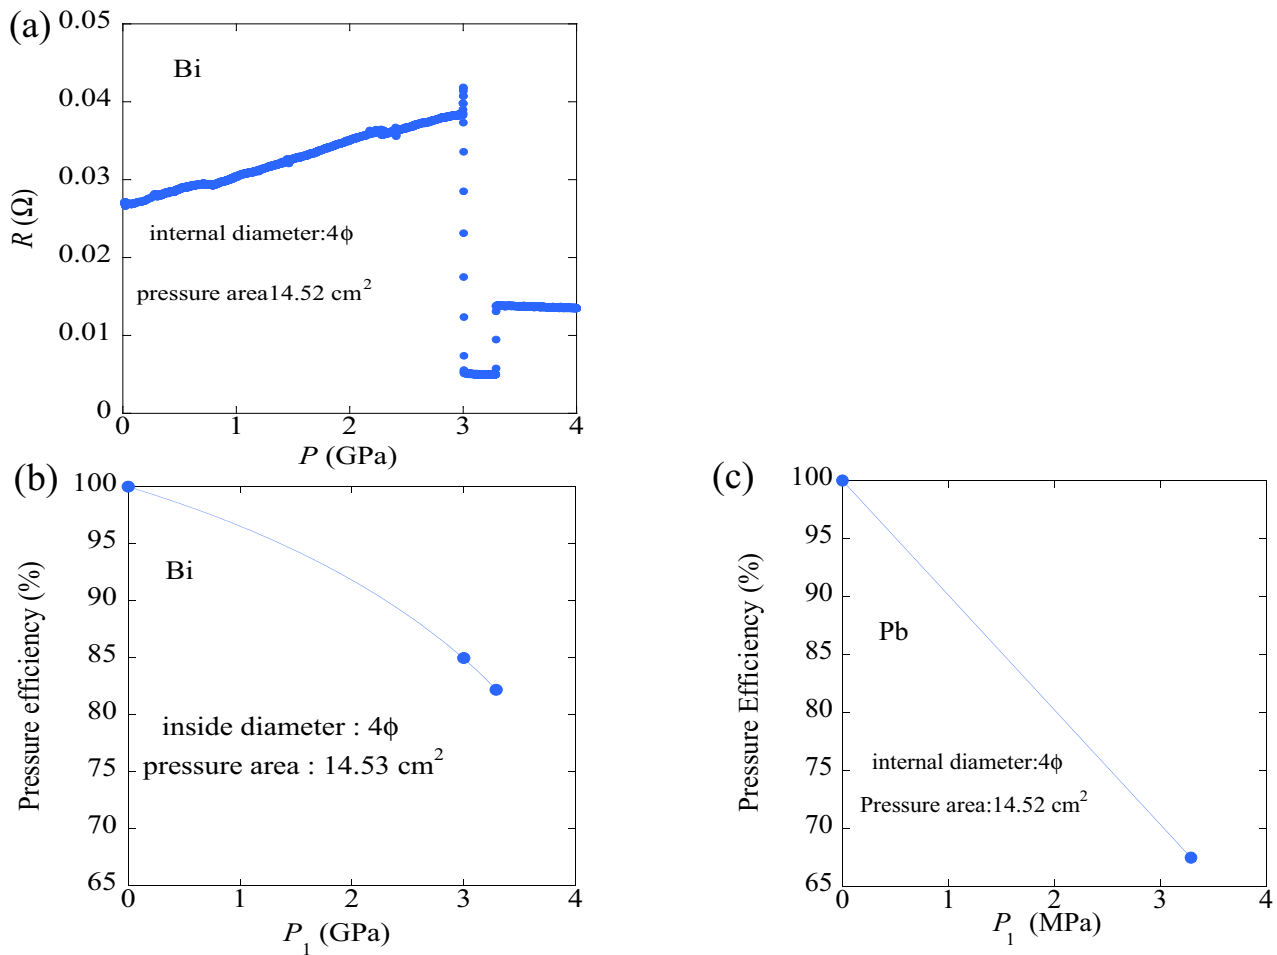 (a)
0.05
0.04
0.03
0.02
0.01
0
Bi
R (Ω)
internal diameter:4ϕ
pressure area14.52 cm²
0 1 2 3 4
P (GPa)
(b)
100
95
90
85
80
75
70
65
Bi
Pressure efficiency (%)
inside diameter : 4ϕ
pressure area : 14.53 cm²
0 1 2 3 4
P₁ (GPa)
(c)
100
95
90
85
80
75
70
65
Pb
Pressure Efficiency (%)
internal diameter:4ϕ
Pressure area:14.52 cm²
0 1 2 3 4
P₁ (MPa)